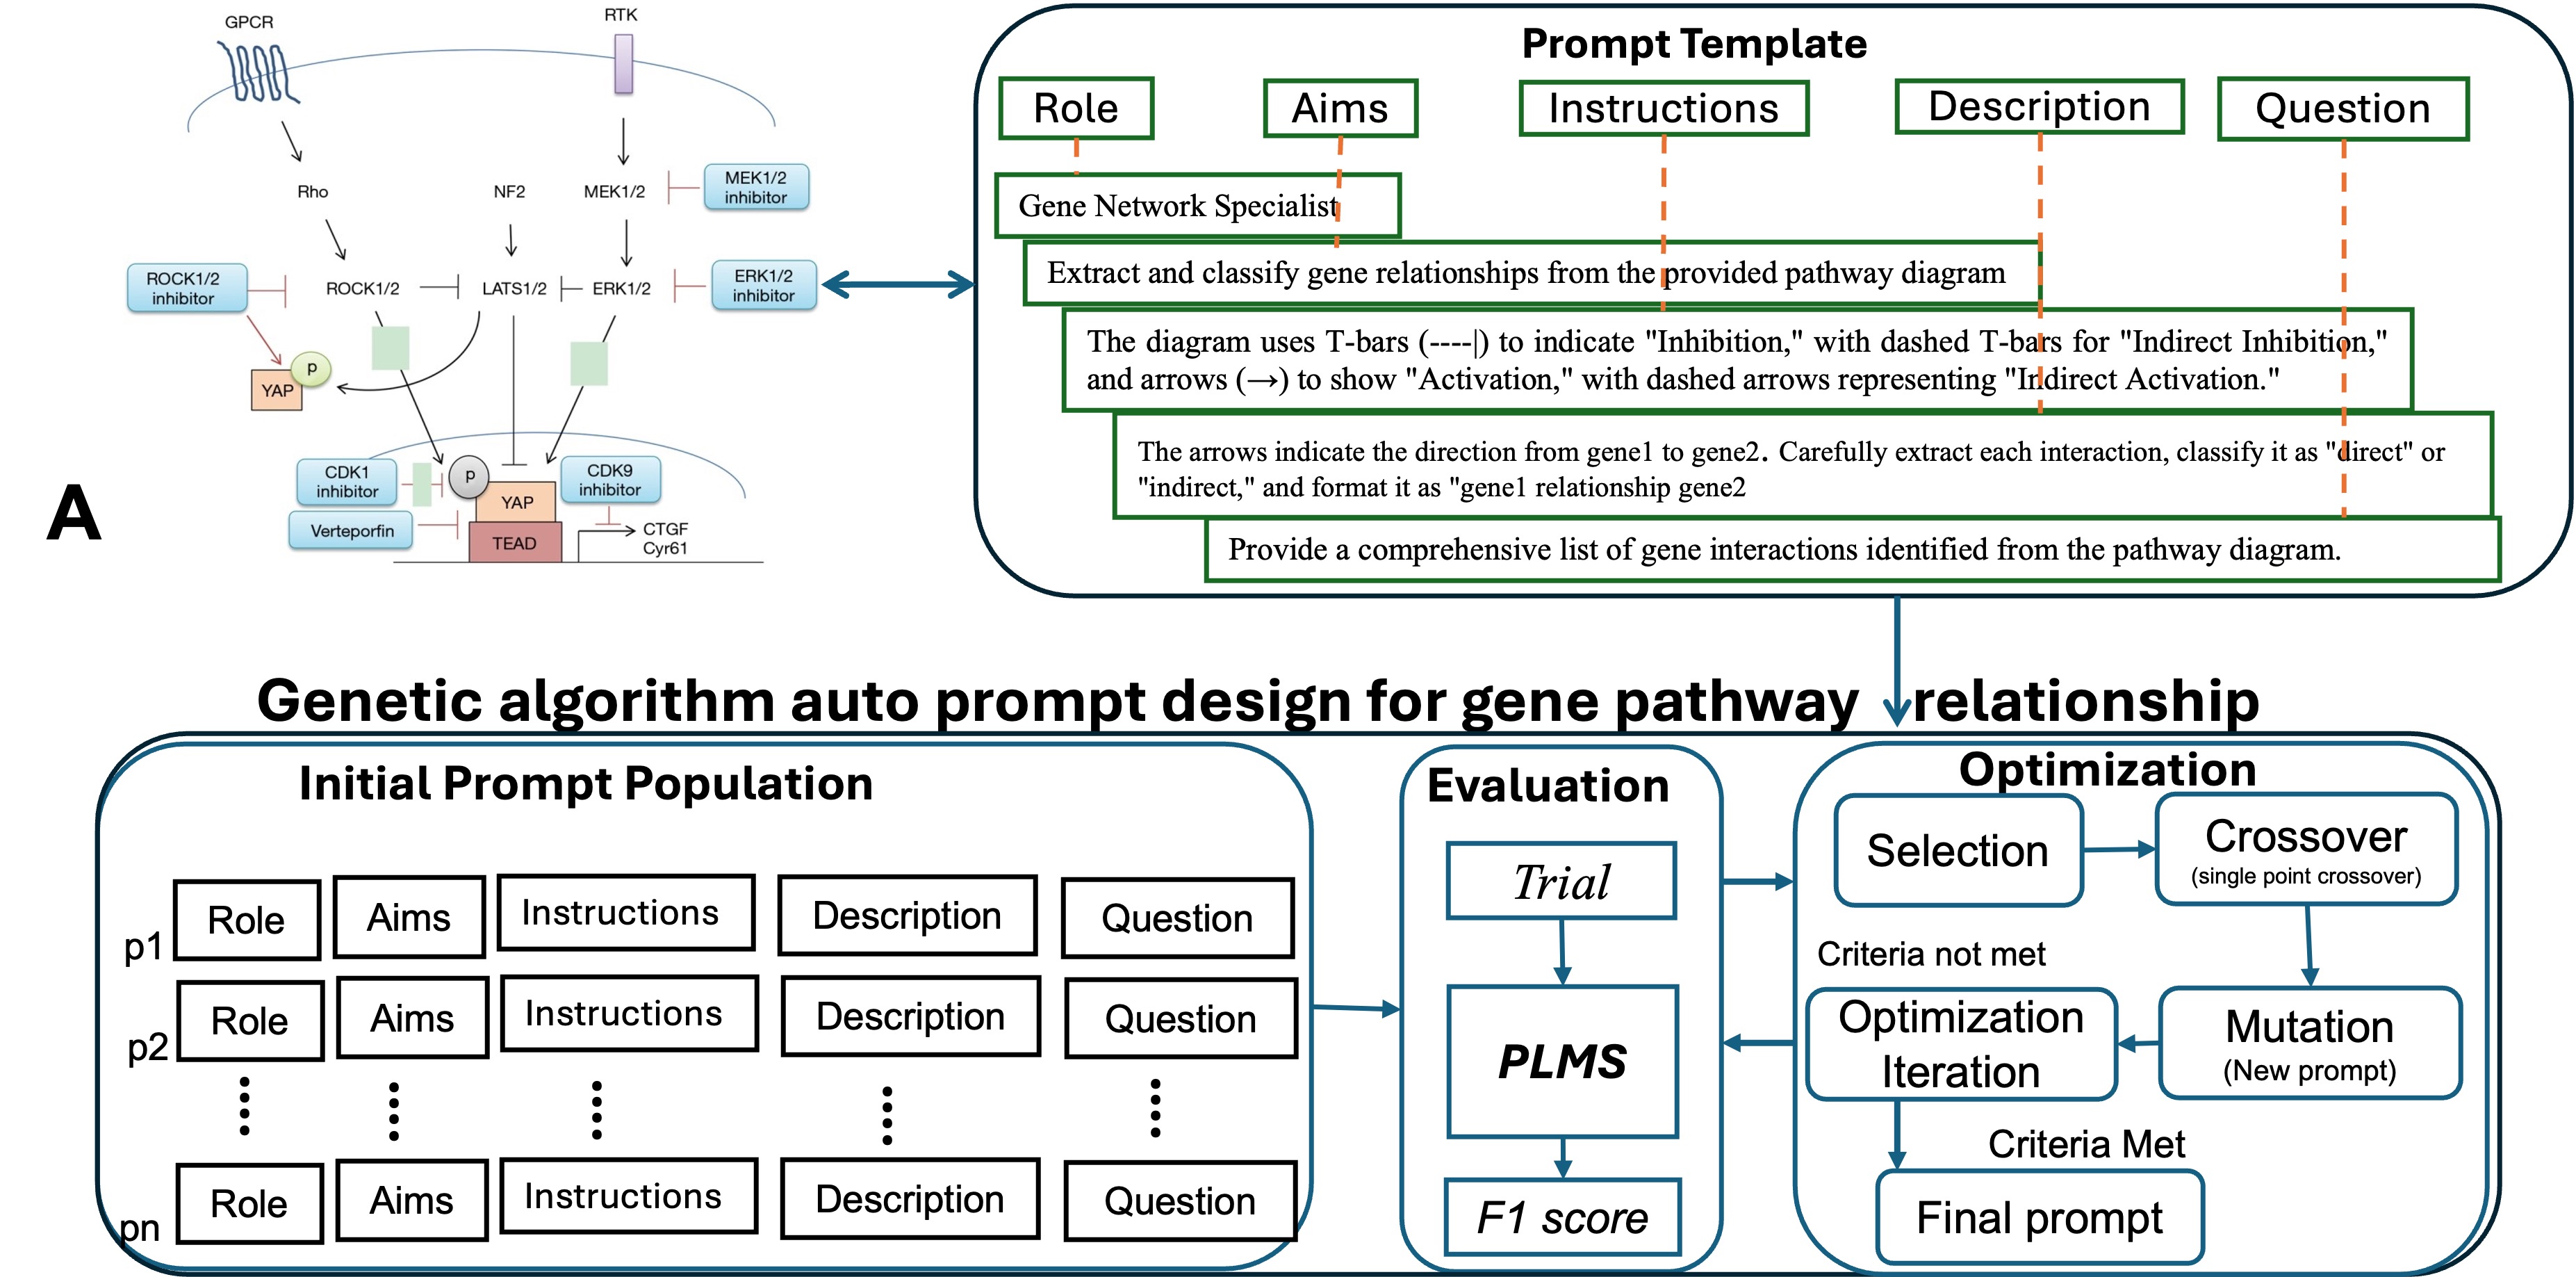 GPCR
RTK
Rho
NF2
MEK1/2
MEK1/2
inhibitor
ROCK1/2
inhibitor
ROCK1/2
LATS1/2
ERK1/2
ERK1/2
inhibitor
YAP
p
CDK1
inhibitor
p
YAP
CDK9
inhibitor
Verteporfin
TEAD
CTGF
Cyr61
A
Prompt Template
Role
Aims
Instructions
Description
Question
Gene Network Specialist
Extract and classify gene relationships from the provided pathway diagram
The diagram uses T-bars (----|) to indicate "Inhibition," with dashed T-bars for "Indirect Inhibition,"
and arrows (→) to show "Activation," with dashed arrows representing "Indirect Activation."
The arrows indicate the direction from gene1 to gene2. Carefully extract each interaction, classify it as "direct" or
"indirect," and format it as "gene1 relationship gene2
Provide a comprehensive list of gene interactions identified from the pathway diagram.
Genetic algorithm auto prompt design for gene pathway relationship
Initial Prompt Population
p1
Role
Aims
Instructions
Description
Question
p2
Role
Aims
Instructions
Description
Question
pn
Role
Aims
Instructions
Description
Question
Evaluation
Trial
PLMS
F1 score
Optimization
Selection
Crossover
(single point crossover)
Criteria not met
Optimization
Iteration
Mutation
(New prompt)
Criteria Met
Final prompt